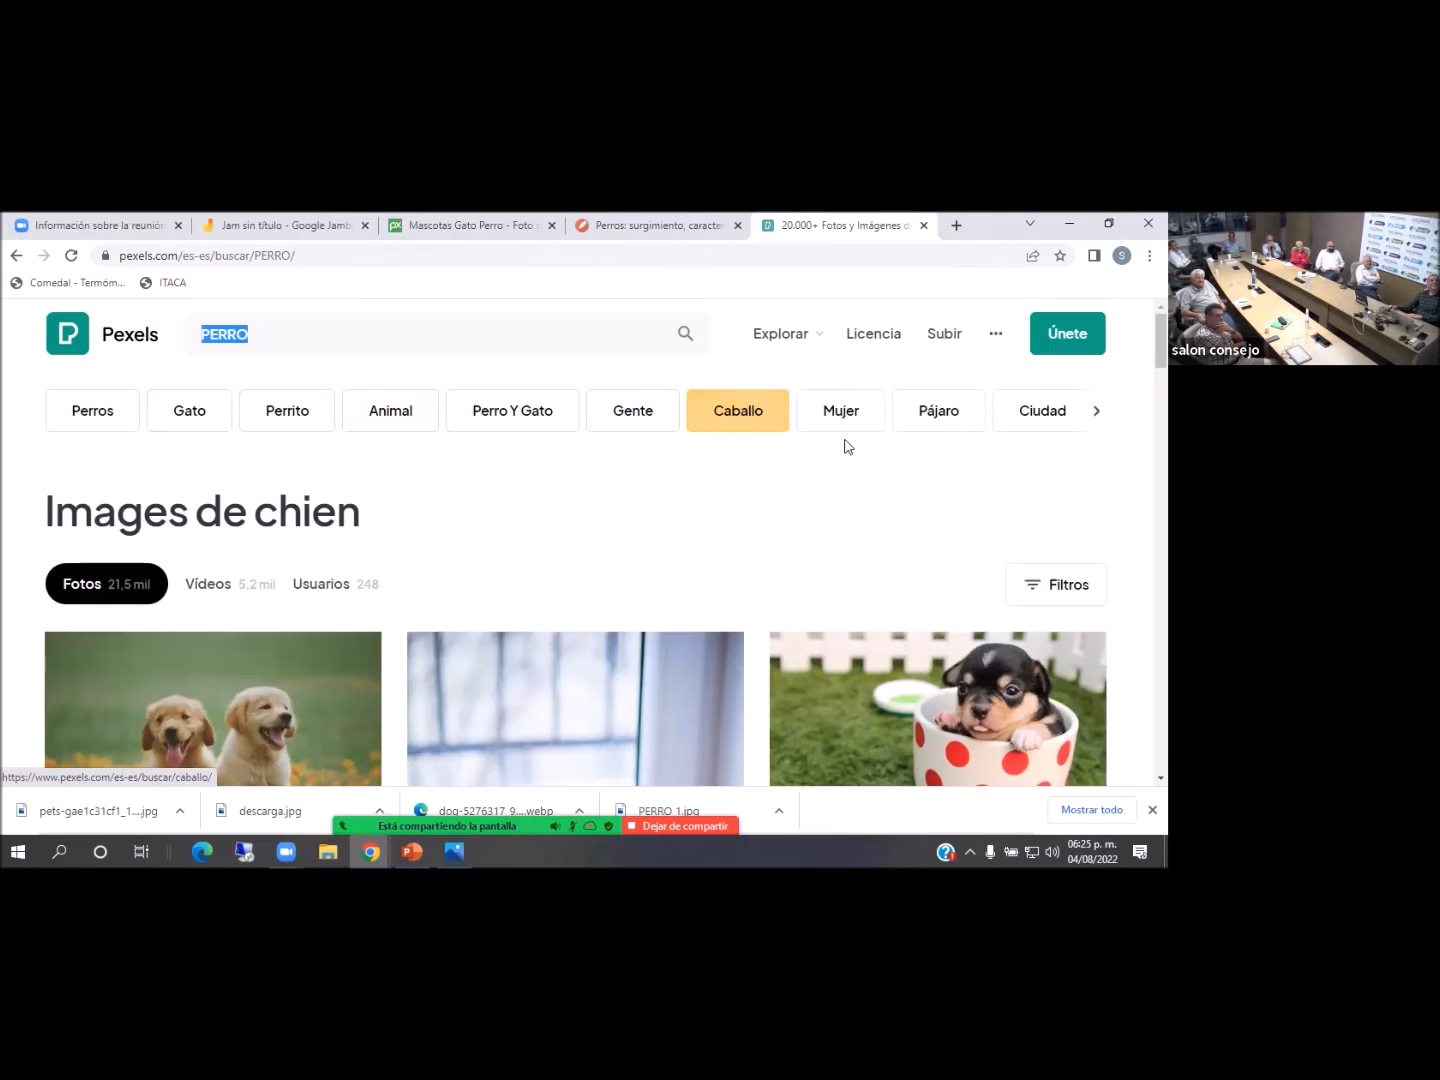 Información sobre la reunión
Jam sin título - Google Jamb
Mascotas Gato Perro - Foto
Perros: surgimiento, caracte
20.000+ Fotos y Imágenes d
pexels.com/es-es/buscar/PERRO/
S
Comedal - Termóm...
ITACA
Pexels
PERRO
Explorar
Licencia
Subir
Únete
Perros
Gato
Perrito
Animal
Perro Y Gato
Gente
Caballo
Mujer
Pájaro
Ciudad
Images de chien
Fotos 21,5 mil
Vídeos 5,2 mil
Usuarios 248
Filtros
https://www.pexels.com/es-es/buscar/caballo/
pets-gae1c31cf1_1....jpg
descarga.jpg
dog-5276317_9....webp
PERRO 1.jpg
Mostrar todo
Está compartiendo la pantalla
Dejar de compartir
06:25 p. m.
04/08/2022
salon consejo